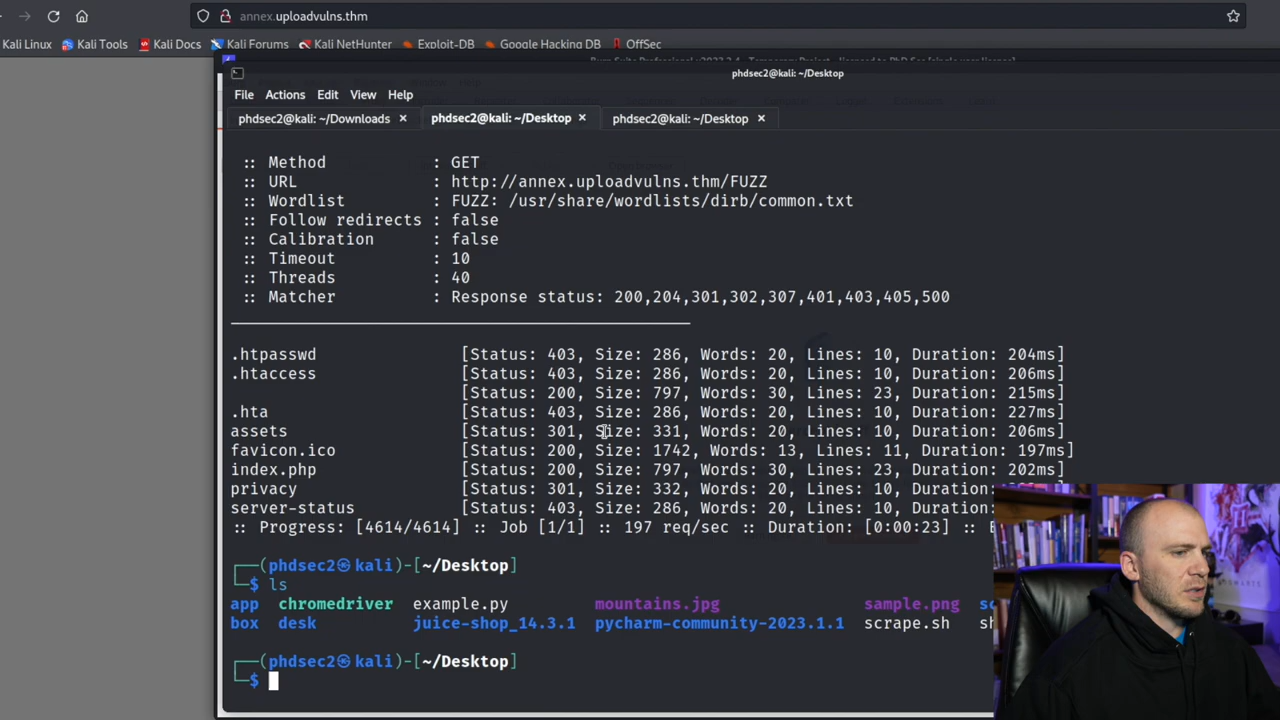 annex.uploadvulns.thm
Kali Linux Kali Tools Kali Docs Kali Forums Kali NetHunter Exploit-DB Google Hacking DB OffSec
phdsec2@kali: ~/Desktop
File Actions Edit View Help
phdsec2@kali: ~/Downloads × phdsec2@kali: ~/Desktop × phdsec2@kali: ~/Desktop ×
:: Method : GET
:: URL : http://annex.uploadvulns.thm/FUZZ
:: Wordlist : FUZZ: /usr/share/wordlists/dirb/common.txt
:: Follow redirects : false
:: Calibration : false
:: Timeout : 10
:: Threads : 40
:: Matcher : Response status: 200,204,301,302,307,401,403,405,500
.htpasswd [Status: 403, Size: 286, Words: 20, Lines: 10, Duration: 204ms]
.htaccess [Status: 403, Size: 286, Words: 20, Lines: 10, Duration: 206ms]
[Status: 200, Size: 797, Words: 30, Lines: 23, Duration: 215ms]
.hta [Status: 403, Size: 286, Words: 20, Lines: 10, Duration: 227ms]
assets [Status: 301, Size: 331, Words: 20, Lines: 10, Duration: 206ms]
favicon.ico [Status: 200, Size: 1742, Words: 13, Lines: 11, Duration: 197ms]
index.php [Status: 200, Size: 797, Words: 30, Lines: 23, Duration: 202ms]
privacy [Status: 301, Size: 332, Words: 20, Lines: 10, Duration:
server-status [Status: 403, Size: 286, Words: 20, Lines: 10, Duration:
:: Progress: [4614/4614] :: Job [1/1] :: 197 req/sec :: Duration: [0:00:23] ::
┌──(phdsec2㉿kali)-[~/Desktop]
└─$ ls
app chromedriver example.py mountains.jpg sample.png
box desk juice-shop_14.3.1 pycharm-community-2023.1.1 scrape.sh
┌──(phdsec2㉿kali)-[~/Desktop]
└─$